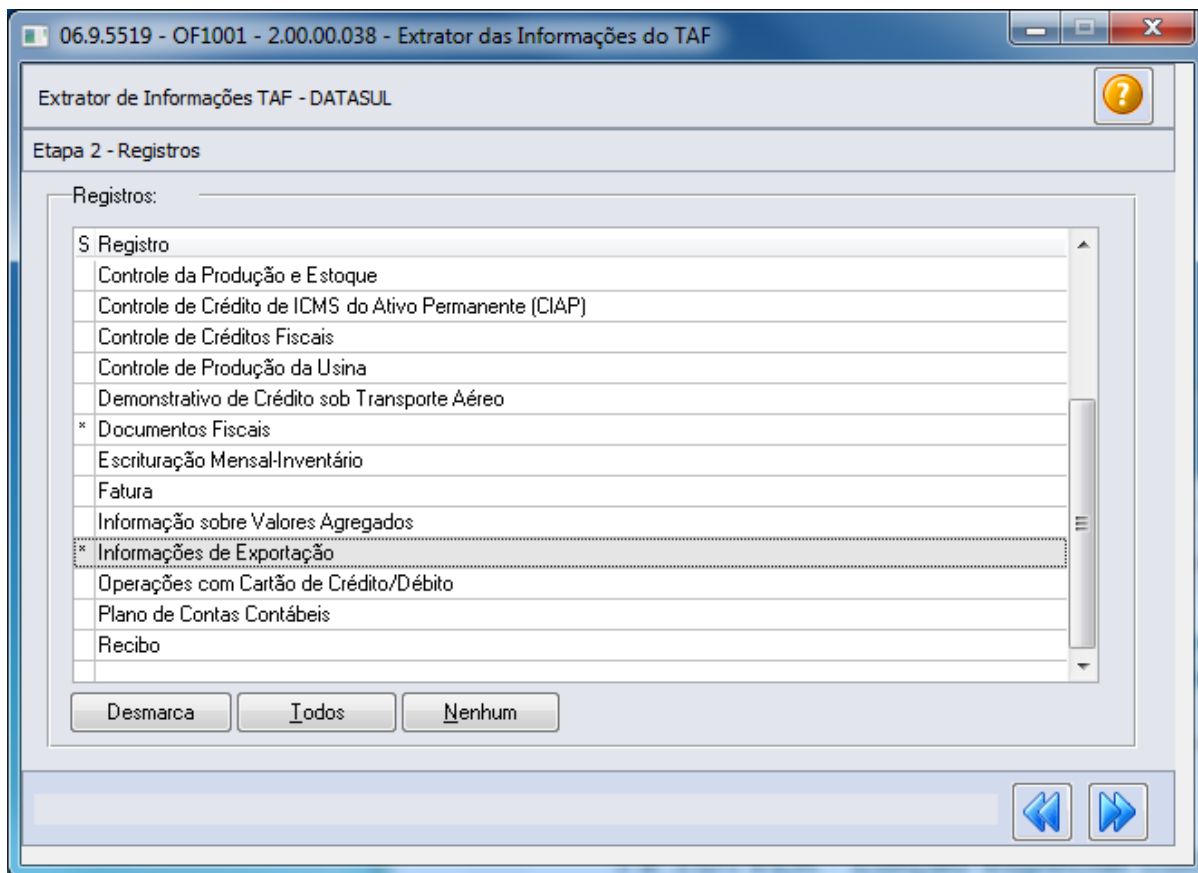 06.9.5519 - OF1001 - 2.00.00.038 - Extrator das Informações do TAF
Extrator de Informações TAF - DATASUL
?
Etapa 2 - Registros
Registros:
S Registro
Controle da Produção e Estoque
Controle de Crédito de ICMS do Ativo Permanente (CIAP)
Controle de Créditos Fiscais
Controle de Produção da Usina
Demonstrativo de Crédito sob Transporte Aéreo
* Documentos Fiscais
Escrituração Mensal-Inventário
Fatura
Informação sobre Valores Agregados
* Informações de Exportação
Operações com Cartão de Crédito/Débito
Plano de Contas Contábeis
Recibo
Desmarca Todos Nenhum